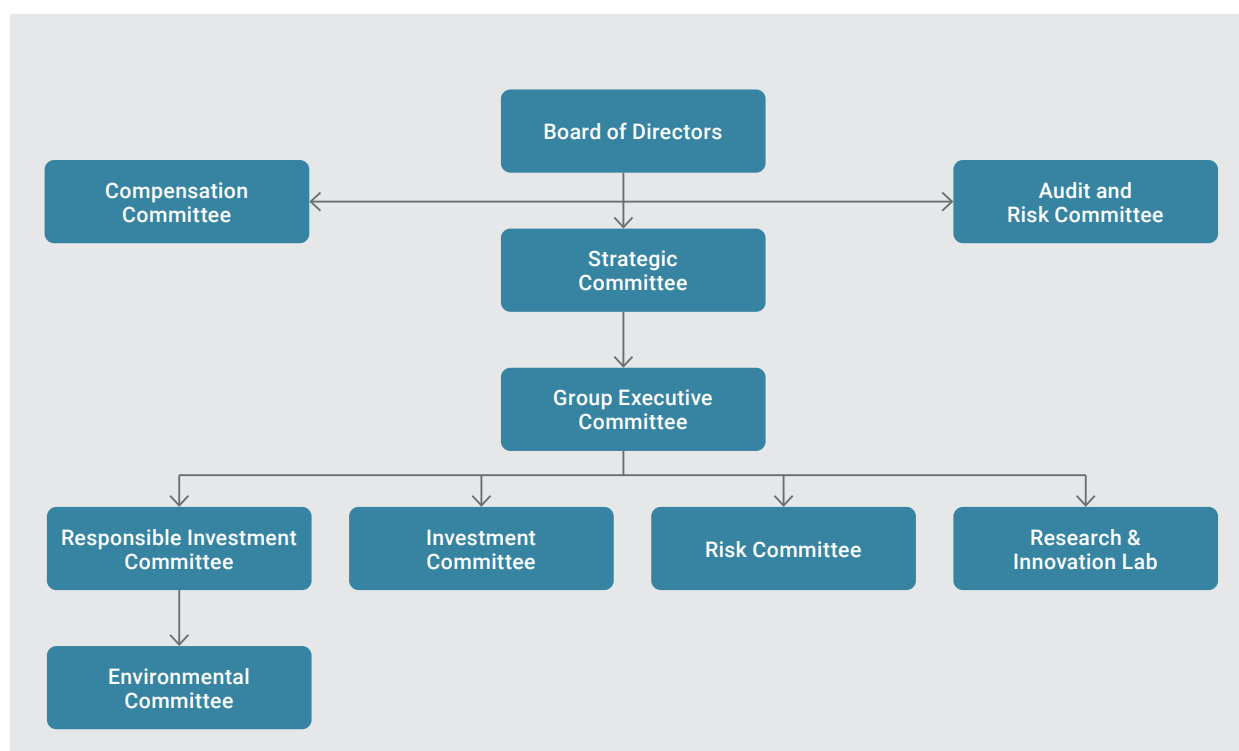 Board of Directors
Compensation
Committee
Audit and
Risk Committee
Strategic
Committee
Group Executive
Committee
Responsible Investment
Committee
Investment
Committee
Risk Committee
Research &
Innovation Lab
Environmental
Committee